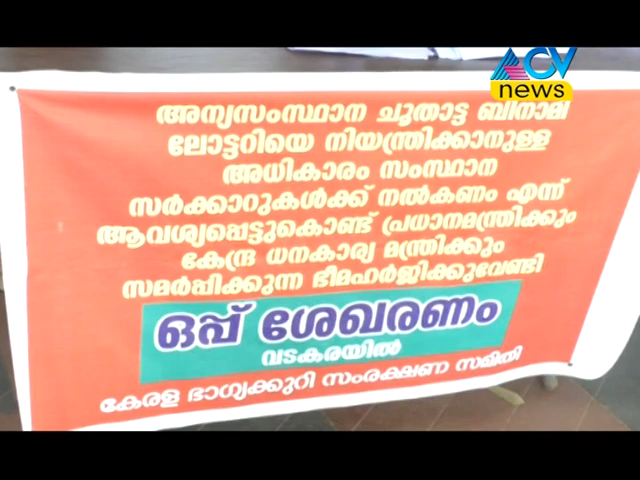 ACV
news
അന്യസംസ്ഥാന ചൂതാട്ട ബിനാമി
ലോട്ടറിയെ നിയന്ത്രിക്കാനുള്ള
അധികാരം സംസ്ഥാന
സർക്കാറുകൾക്ക് നൽകണം എന്ന്
ആവശ്യപ്പെട്ടുകൊണ്ട് പ്രധാനമന്ത്രിക്കും
കേന്ദ്ര ധനകാര്യ മന്ത്രിക്കും
സമർപ്പിക്കുന്ന ഭീമഹർജിക്കുവേണ്ടി
ഒപ്പ് ശേഖരണം
വടകരയിൽ
കേരള ഭാഗ്യക്കുറി സംരക്ഷണ സമിതി